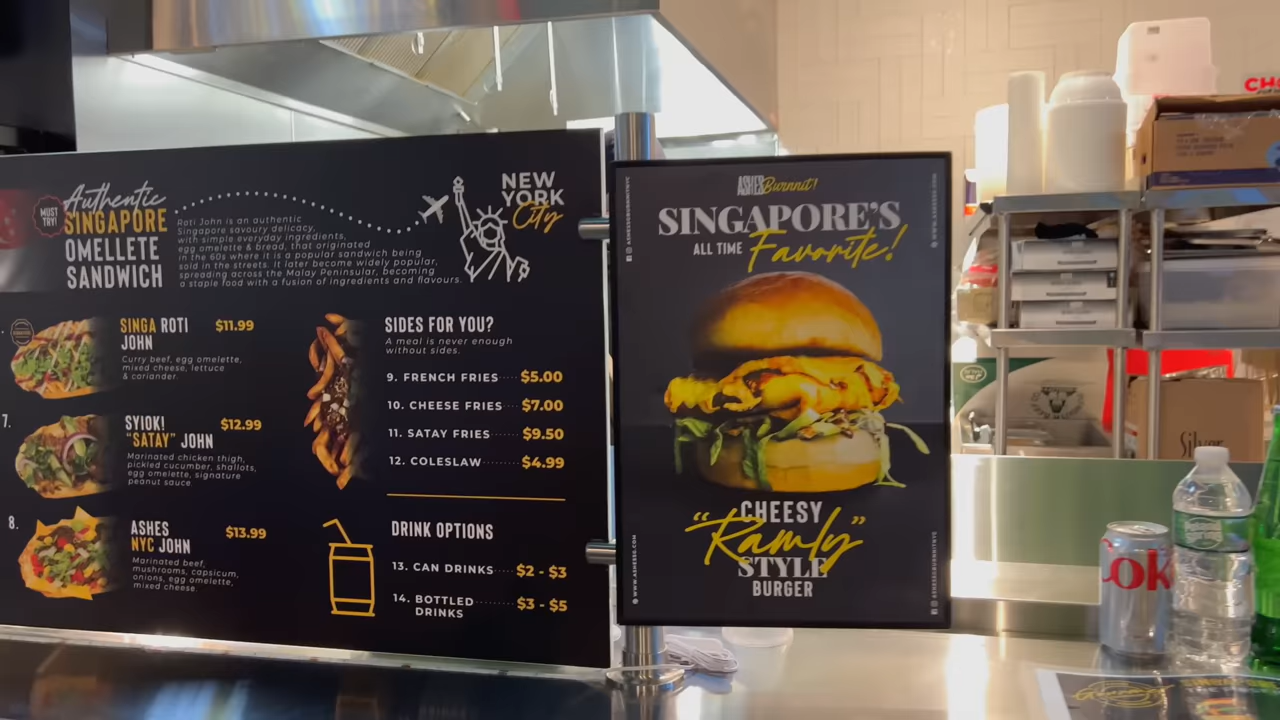 MUST TRY!
Authentic
SINGAPORE
OMELLETE
SANDWICH
Roti John is an authentic
Singapore savoury delicacy,
with simple everyday ingredients,
egg omelette & bread, that originated
in the 60s where it is a popular sandwich being
sold in the streets. It later become widely popular,
spreading across the Malay Peninsular, becoming
a staple food with a fusion of ingredients and flavours.
NEW
YORK
City
SINGA ROTI
JOHN
$11.99
Curry beef, egg omelette,
mixed cheese, lettuce
& coriander.
7.
SYIOK!
"SATAY" JOHN
$12.99
Marinated chicken thigh,
pickled cucumber, shallots,
egg omelette, signature
peanut sauce.
8.
ASHES
NYC JOHN
$13.99
Marinated beef,
mushrooms, capsicum,
onions, egg omelette,
mixed cheese.
SIDES FOR YOU?
A meal is never enough
without sides.
9. FRENCH FRIES $5.00
10. CHEESE FRIES $7.00
11. SATAY FRIES $9.50
12. COLESLAW $4.99
DRINK OPTIONS
13. CAN DRINKS $2 - $3
14. BOTTLED
DRINKS $3 - $5
ASHES Burnnit!
SINGAPORE'S
ALL TIME Favorite!
CHEESY
"Ramly"
STYLE
BURGER
@ASHESBURNNITNYC
WWW.ASHESSG.COM
CH
Silver
ok